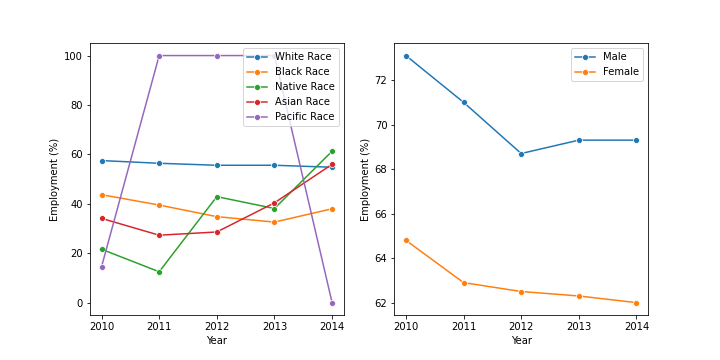 White Race
Black Race
Native Race
Asian Race
Pacific Race
100
80
60
40
20
0
Employment (%)
2010 2011 2012 2013 2014
Year
Male
Female
72
70
68
66
64
62
Employment (%)
2010 2011 2012 2013 2014
Year